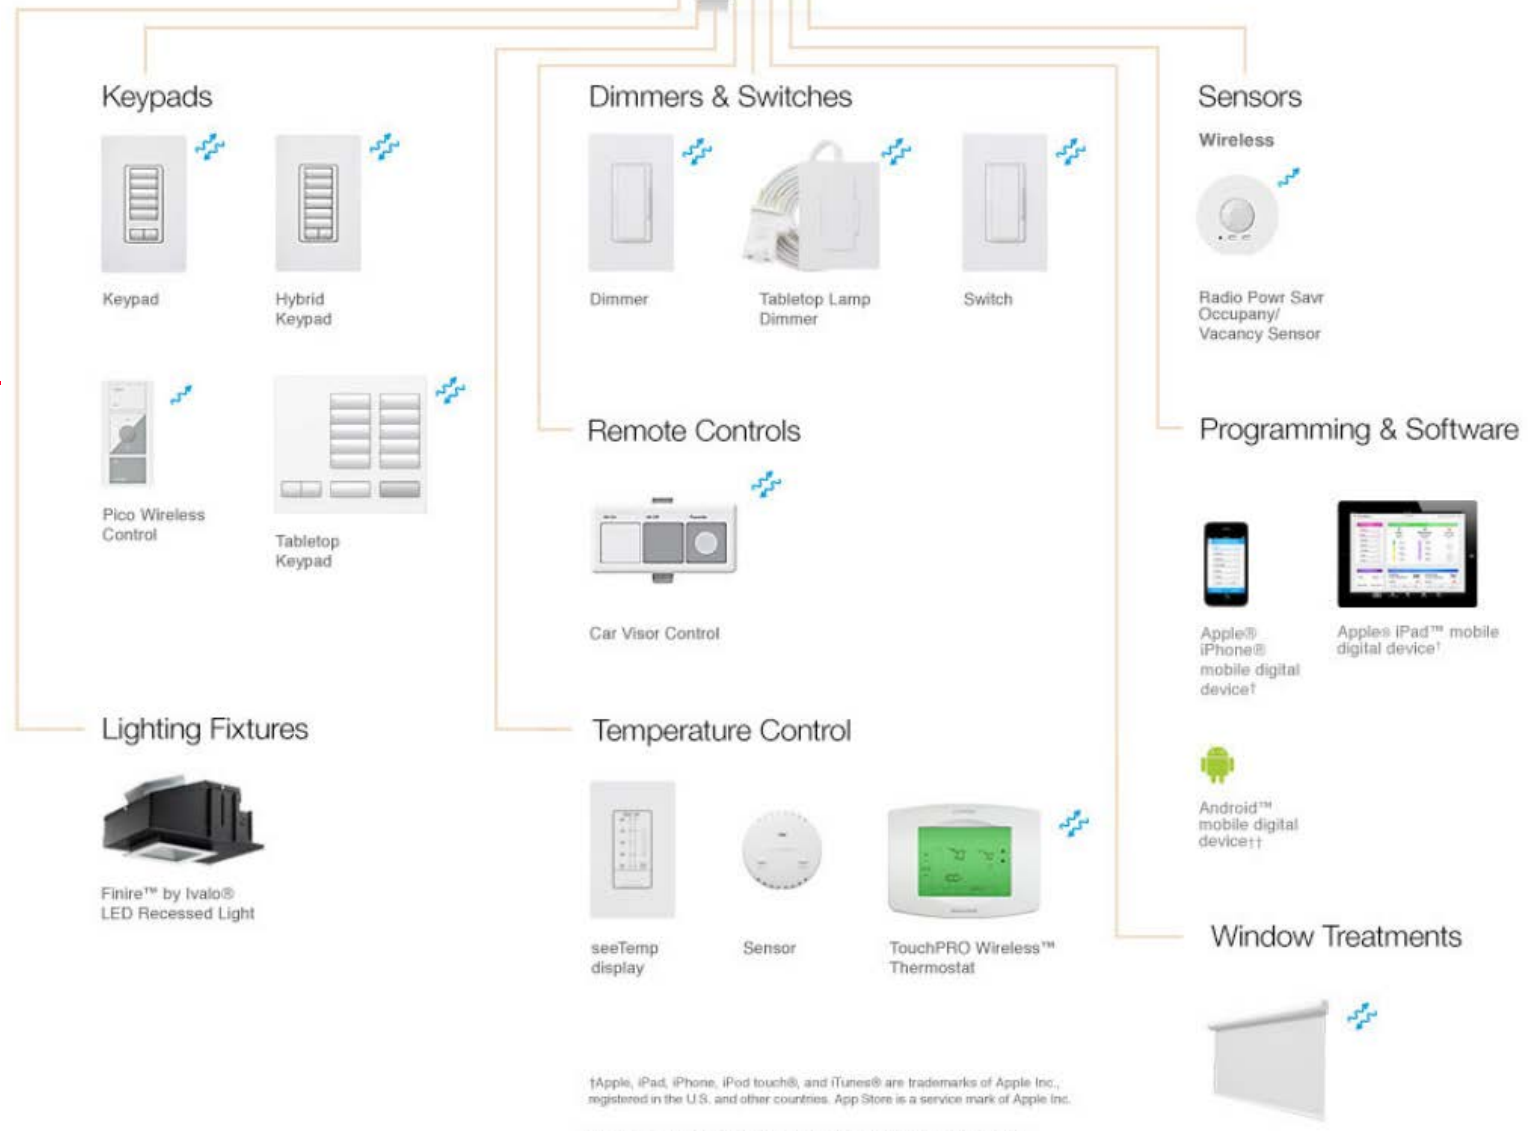 Keypads
Keypad
Hybrid
Keypad
Pico Wireless
Control
Tabletop
Keypad
Lighting Fixtures
Finire™ by Ivalo®
LED Recessed Light
Dimmers & Switches
Dimmer
Tabletop Lamp
Dimmer
Switch
Remote Controls
Car Visor Control
Temperature Control
seeTemp
display
Sensor
TouchPRO Wireless™
Thermostat
Sensors
Wireless
Radio Powr Savr
Occupany/
Vacancy Sensor
Programming & Software
Apple®
iPhone®
mobile digital
device†
Apple® iPad™ mobile
digital device†
Android™
mobile digital
device††
Window Treatments
†Apple, iPad, iPhone, iPod touch®, and iTunes® are trademarks of Apple Inc.,
registered in the U.S. and other countries. App Store is a service mark of Apple Inc.